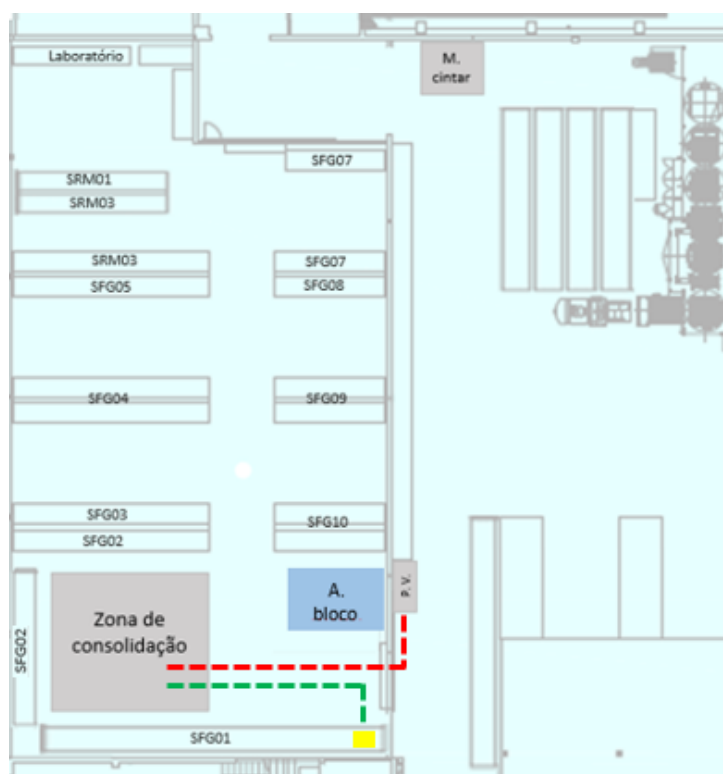 Laboratório
M.
cintar
SFG07
SRM01
SRM03
SRM03
SFG07
SFG05
SFG08
SFG04
SFG09
SFG03
SFG10
SFG02
A.
bloco
P. V.
Zona de
consolidação
SFG02
SFG01